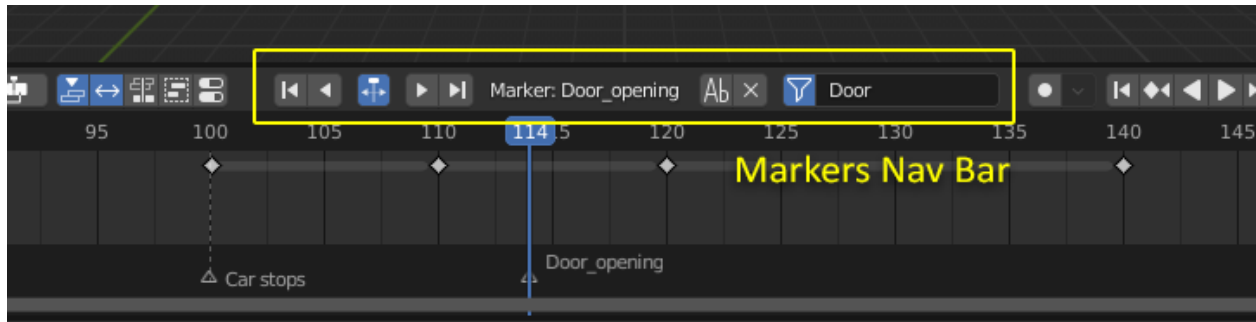 Marker: Door_opening Ab Door
95 100 105 110 114 5 120 125 130 135 140 145
Markers Nav Bar
Door_opening
Car stops